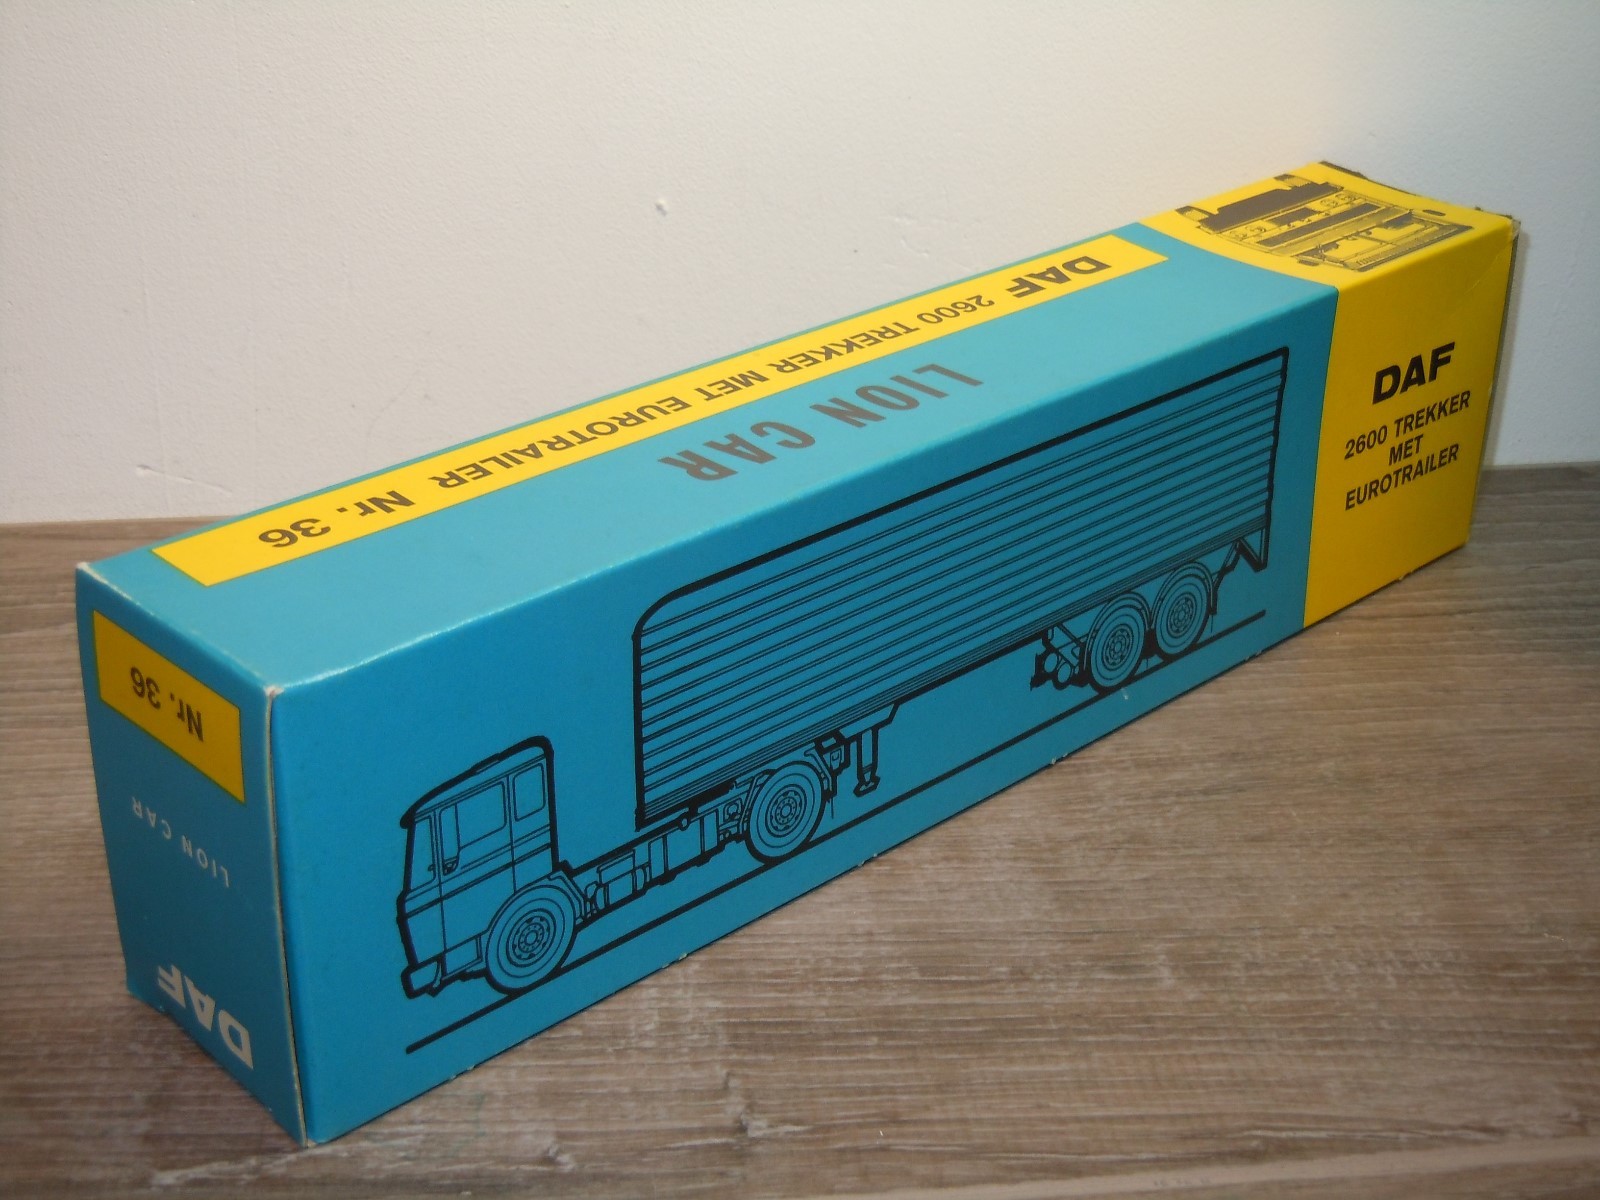 DAF 2600 TREKKER MET EUROTRAILER Nr. 36
LION CAR
DAF
2600 TREKKER
MET
EUROTRAILER
Nr. 36
LION CAR
DAF